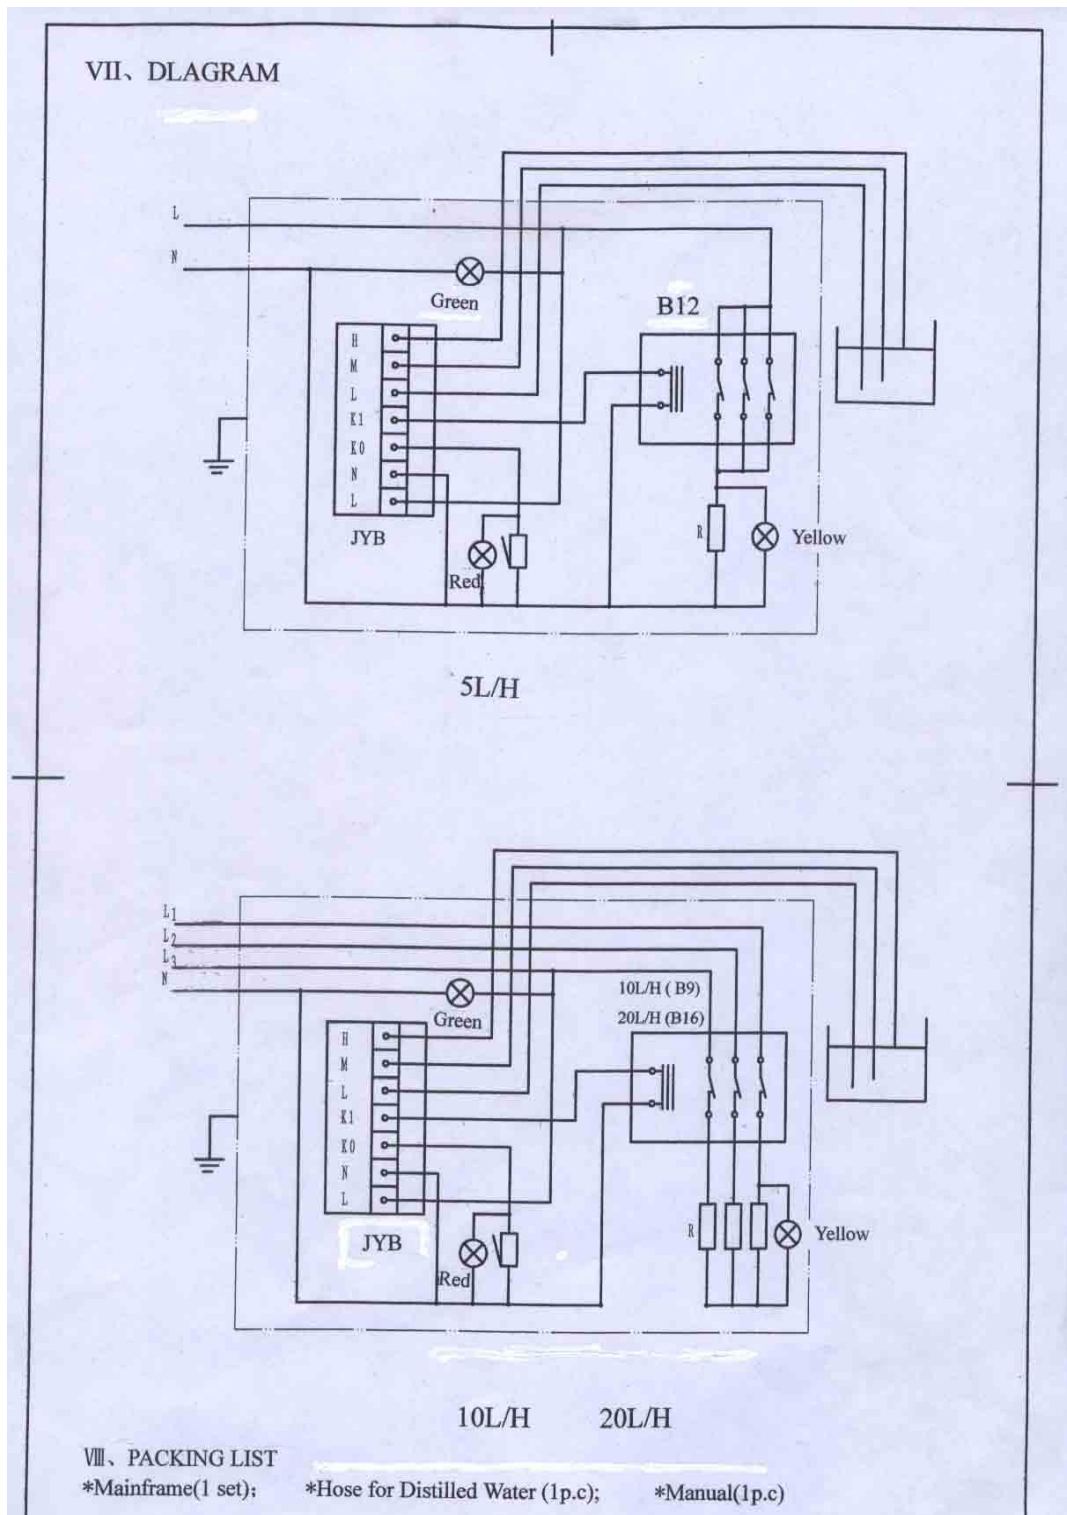 VII、DLAGRAM
L
N
Green
B12
H
M
L
K1
K0
N
L
JYB
Red
R
Yellow
5L/H
L1
L2
L3
N
Green
10L/H ( B9)
20L/H (B16)
H
M
L
K1
K0
N
L
JYB
Red
R
Yellow
10L/H 20L/H
Ⅷ、PACKING LIST
*Mainframe(1 set); *Hose for Distilled Water (1p.c); *Manual(1p.c)